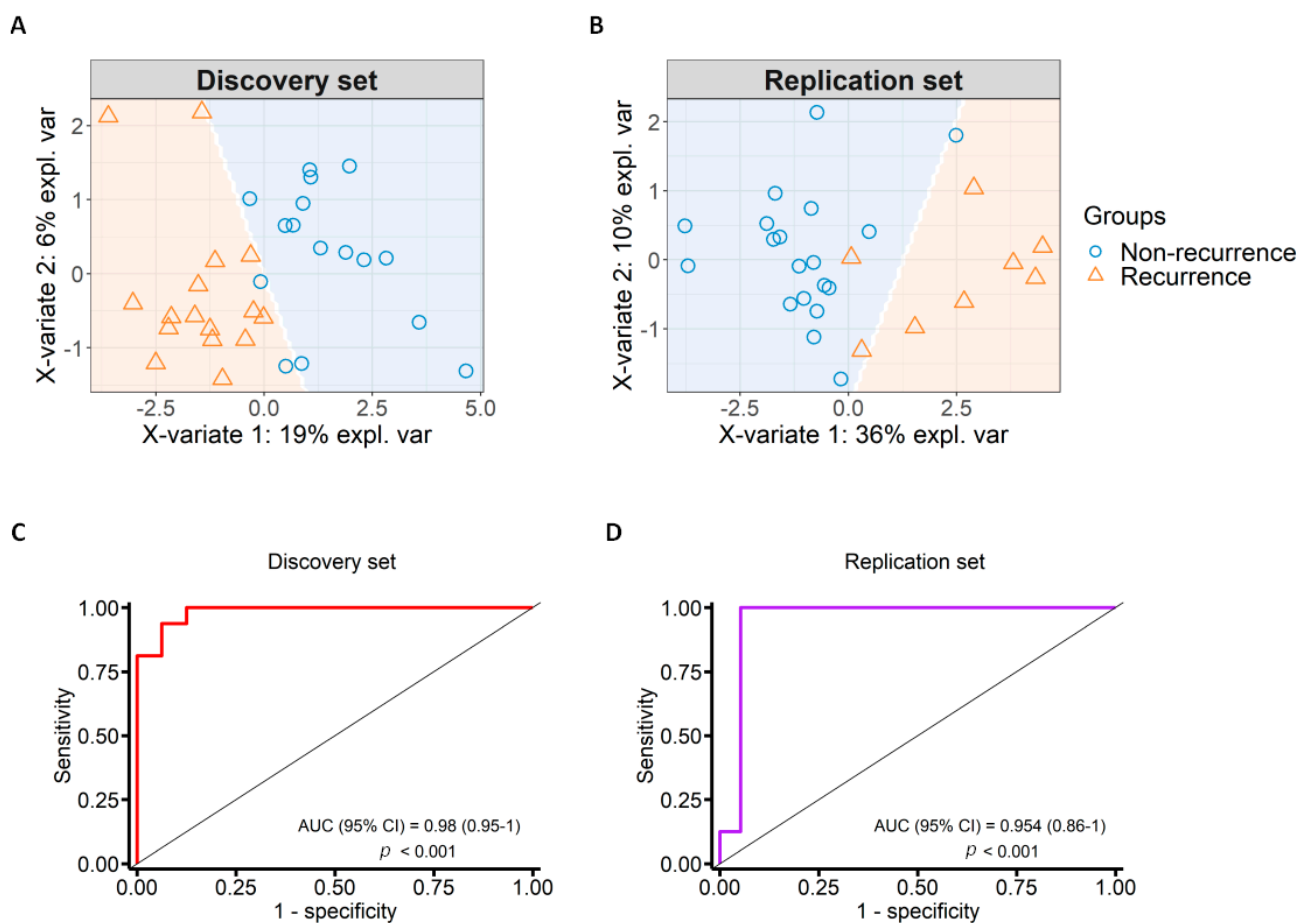 A
B
Discovery set
Replication set
X-variate 2: 6% expl. var
2
1
0
-1
-2.5
0.0
2.5
5.0
X-variate 1: 19% expl. var
X-variate 2: 10% expl. var
2
1
0
-1
-2.5
0.0
2.5
X-variate 1: 36% expl. var
Groups
Non-recurrence
Recurrence
C
D
Discovery set
Sensitivity
1.00
0.75
0.50
0.25
0.00
AUC (95% CI) = 0.98 (0.95-1)
p < 0.001
0.00
0.25
0.50
0.75
1.00
1 - specificity
Replication set
Sensitivity
1.00
0.75
0.50
0.25
0.00
AUC (95% CI) = 0.954 (0.86-1)
p < 0.001
0.00
0.25
0.50
0.75
1.00
1 - specificity